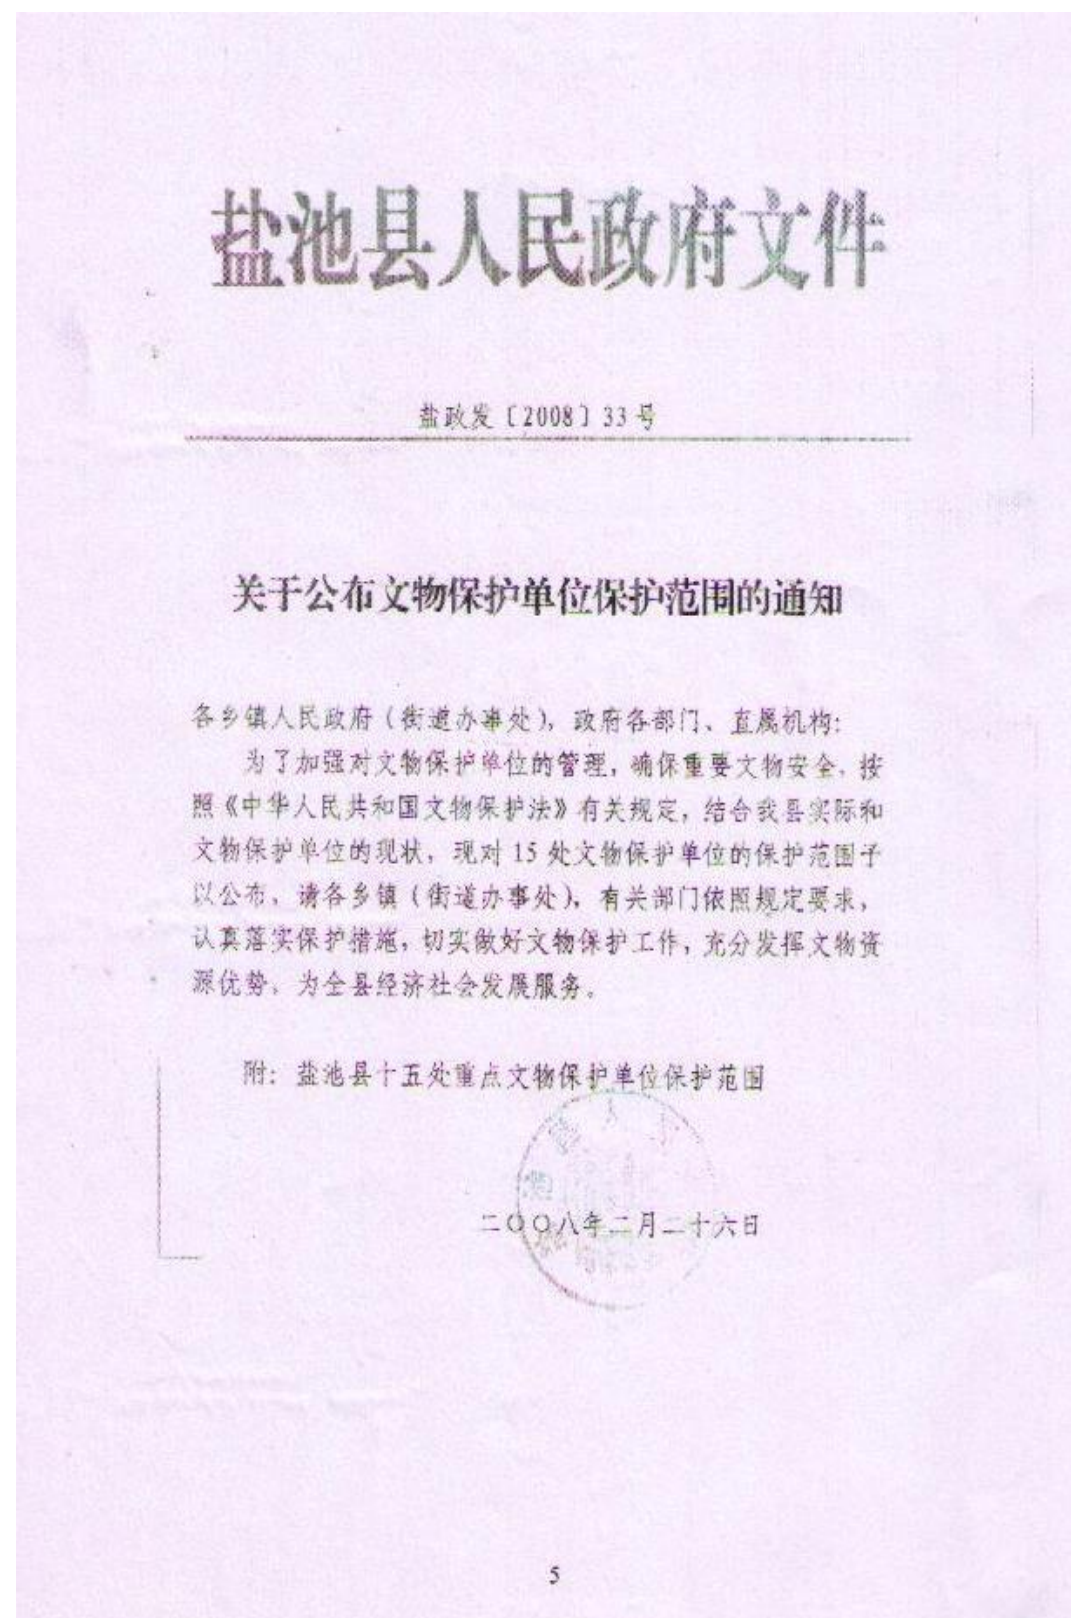 盐池县人民政府文件
盐政发〔2008〕33号
关于公布文物保护单位保护范围的通知
各乡镇人民政府（街道办事处），政府各部门、直属机构：
为了加强对文物保护单位的管理，确保重要文物安全，按
照《中华人民共和国文物保护法》有关规定，结合我县实际和
文物保护单位的现状，现对15处文物保护单位的保护范围予
以公布，请各乡镇（街道办事处），有关部门依照规定要求，
认真落实保护措施，切实做好文物保护工作，充分发挥文物资
源优势，为全县经济社会发展服务。
附：盐池县十五处重点文物保护单位保护范围
二〇〇八年二月二十六日
5